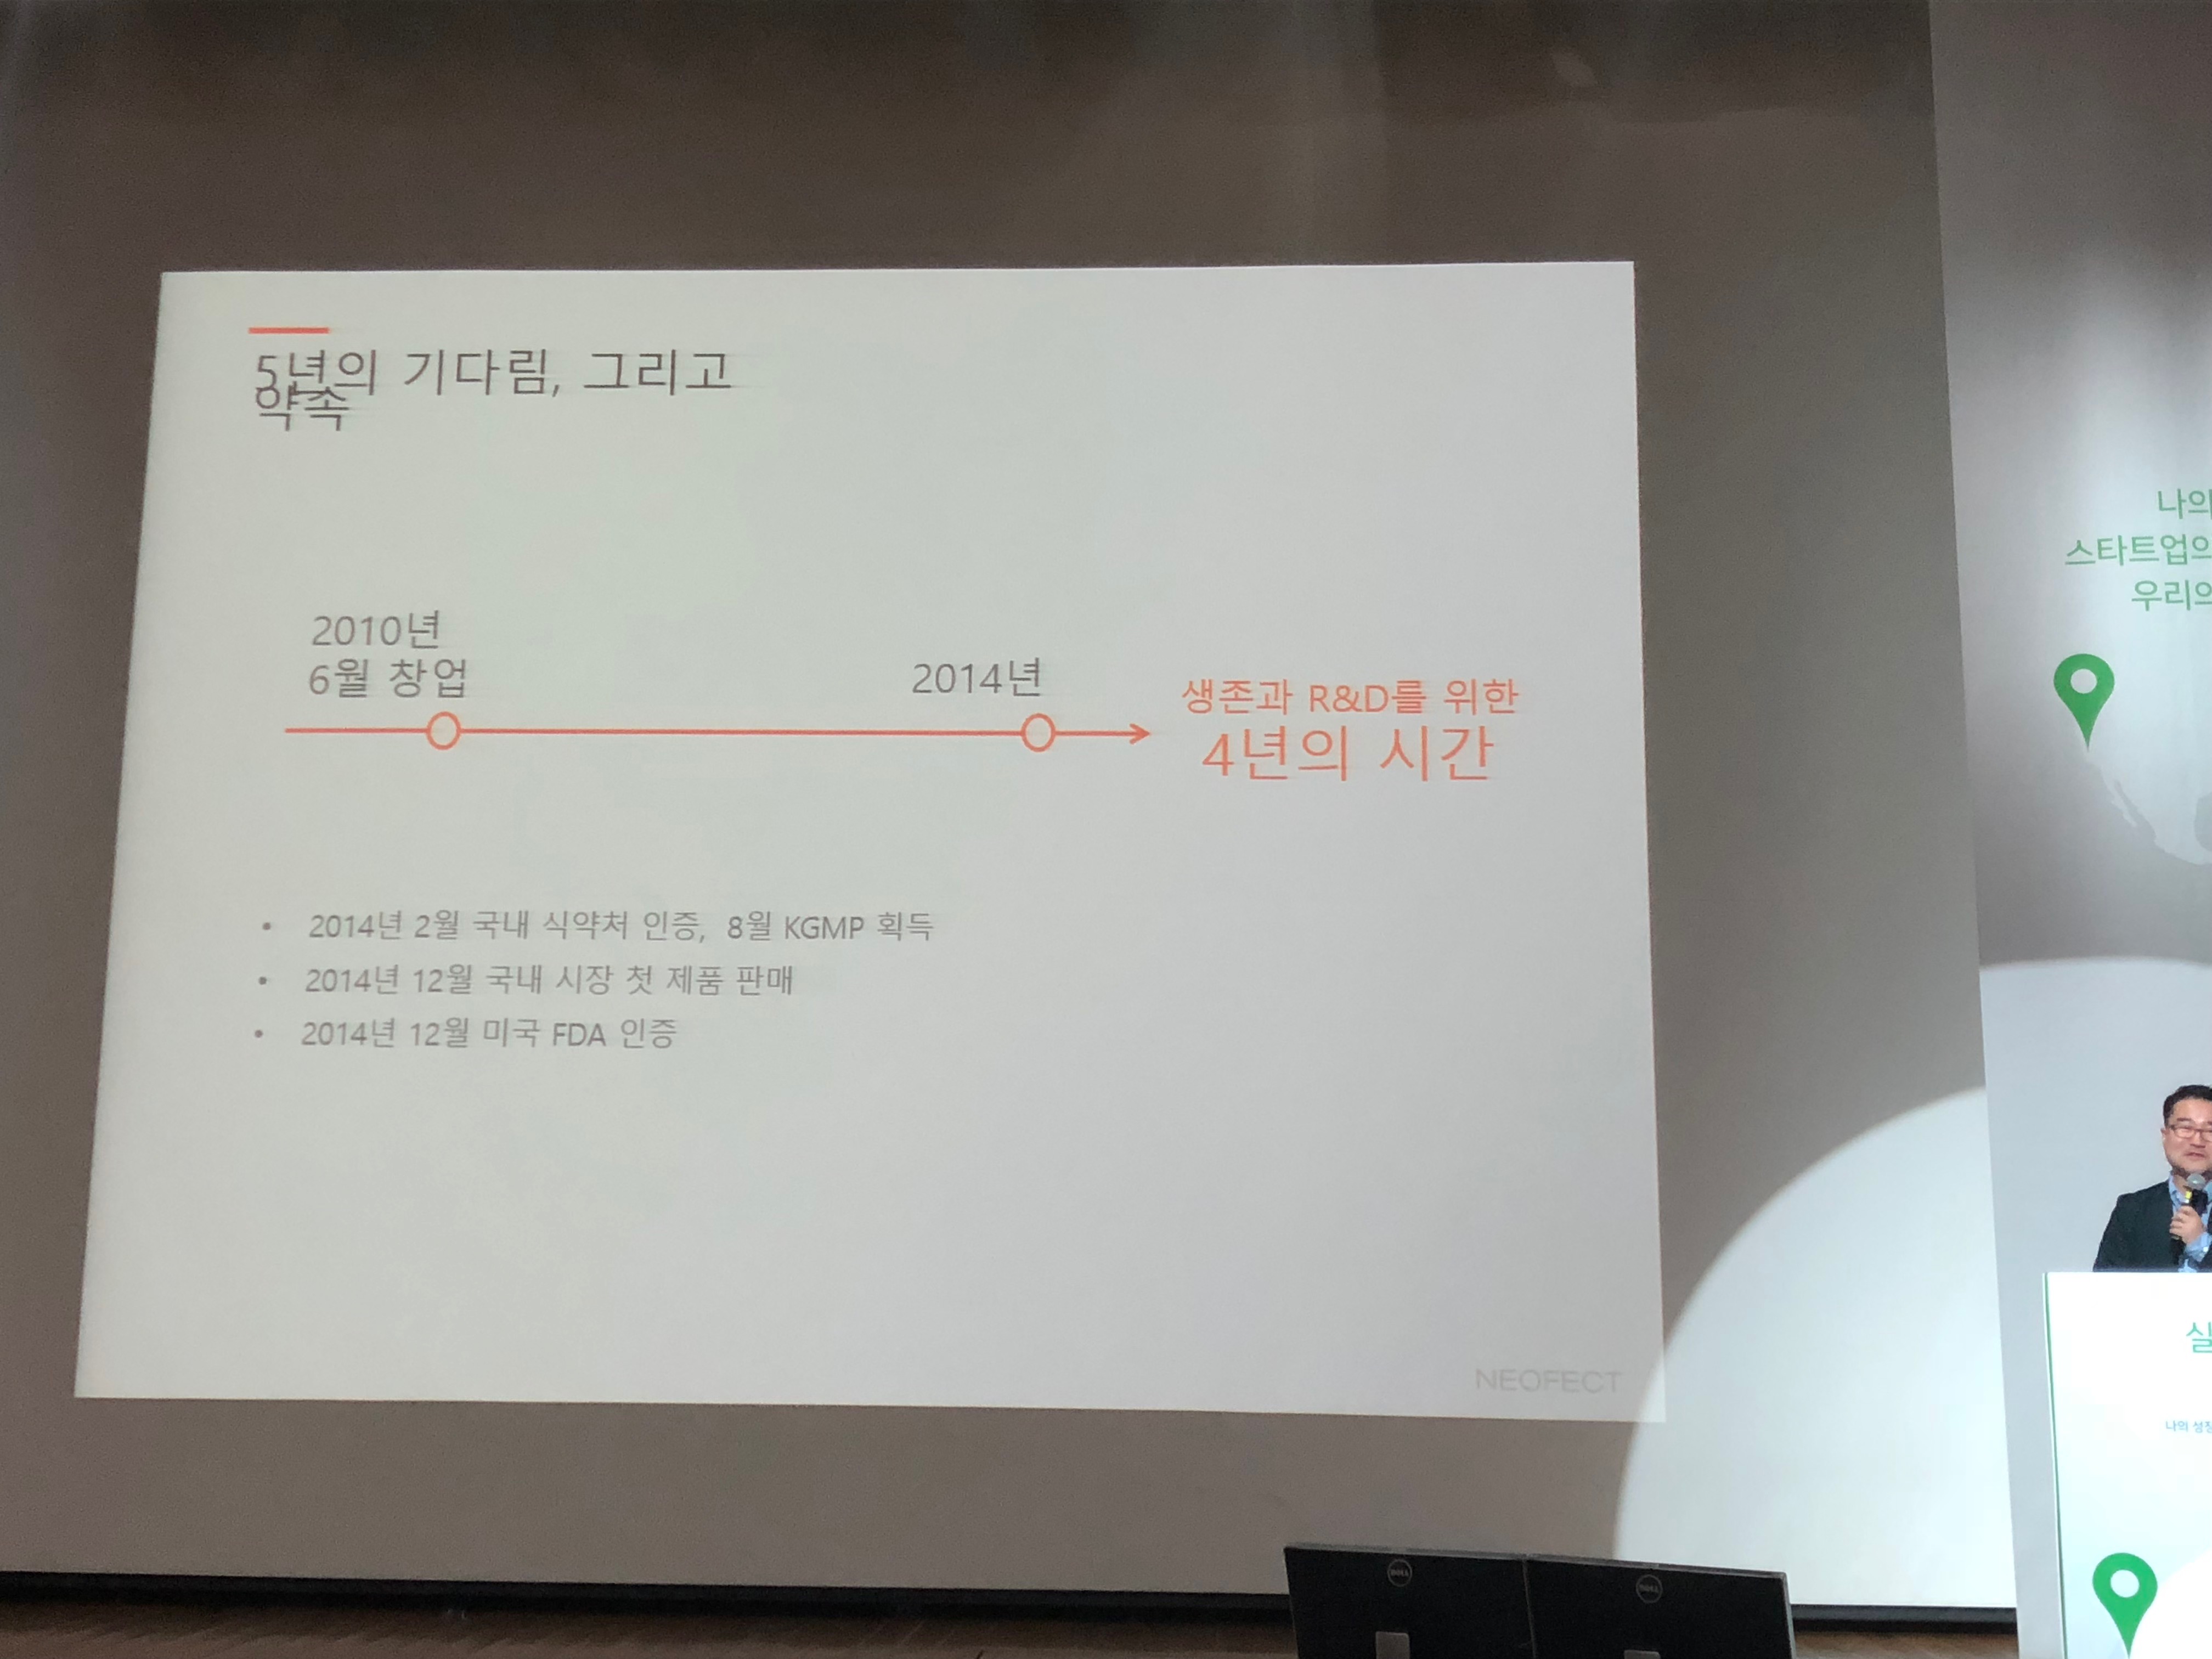 5년의 기다림, 그리고
약속
2010년
6월 창업
2014년
생존과 R&D를 위한
4년의 시간
• 2014년 2월 국내 식약처 인증, 8월 KGMP 획득
• 2014년 12월 국내 시장 첫 제품 판매
• 2014년 12월 미국 FDA 인증
NEOFECT
나의
스타트업의
우리의
실
나의 성장
DELL
DELL